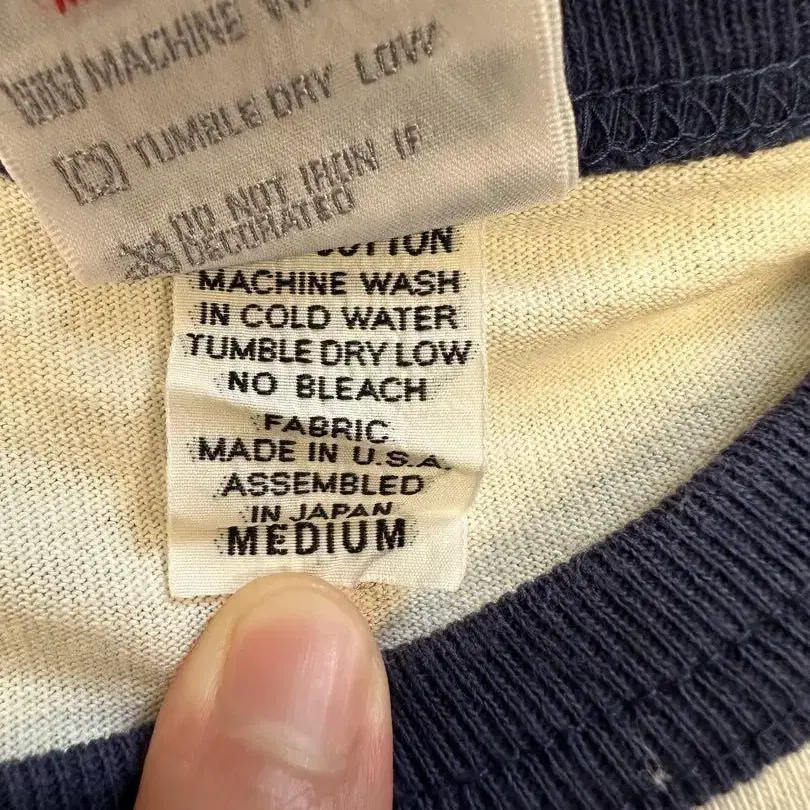 MACHINE
TUMBLE DRY LOW
DO NOT IRON IF
DECORATED
COTTON
MACHINE WASH
IN COLD WATER
TUMBLE DRY LOW
NO BLEACH
FABRIC
MADE IN U.S.A.
ASSEMBLED
IN JAPAN
MEDIUM